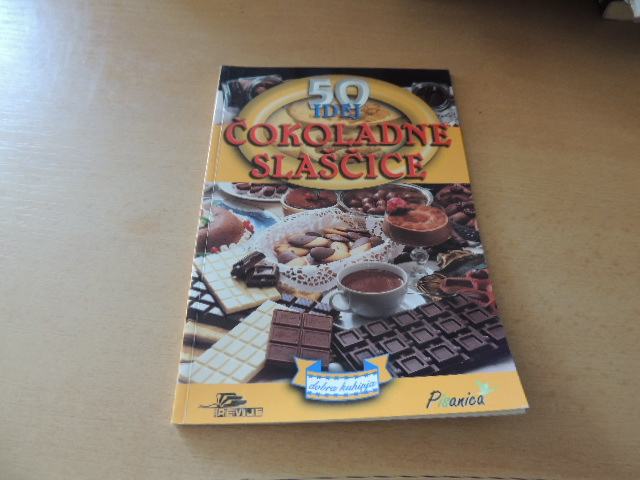 50
IDEJ
ČOKOLADNE
SLAŠČICE
dobra kuhinja
REVIJE
Pisanica